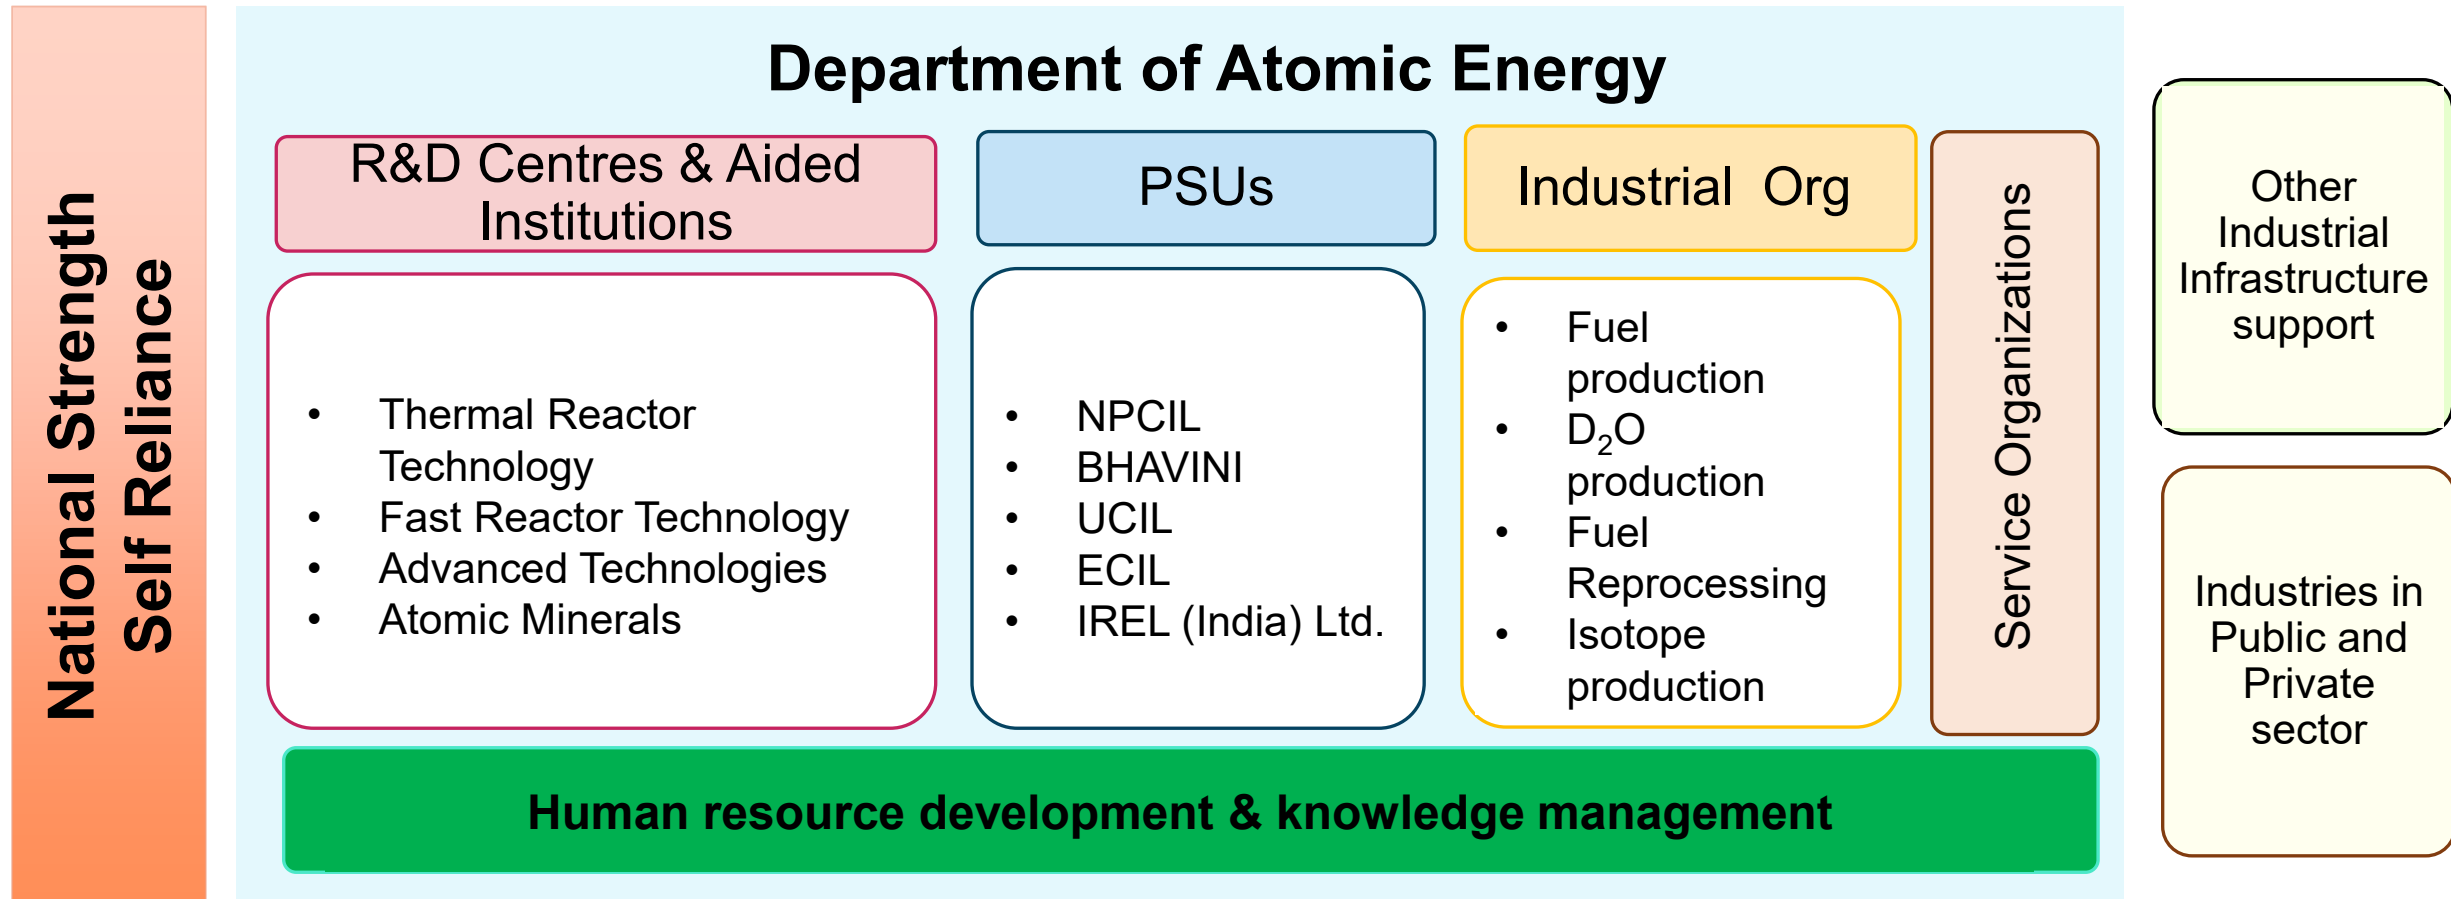 National Strength
Self Reliance
Department of Atomic Energy
R&D Centres & Aided
Institutions
• Thermal Reactor
Technology
• Fast Reactor Technology
• Advanced Technologies
• Atomic Minerals
PSUs
• NPCIL
• BHAVINI
• UCIL
• ECIL
• IREL (India) Ltd.
Industrial Org
• Fuel
production
• D₂O
production
• Fuel
Reprocessing
• Isotope
production
Service Organizations
Human resource development & knowledge management
Other
Industrial
Infrastructure
support
Industries in
Public and
Private
sector